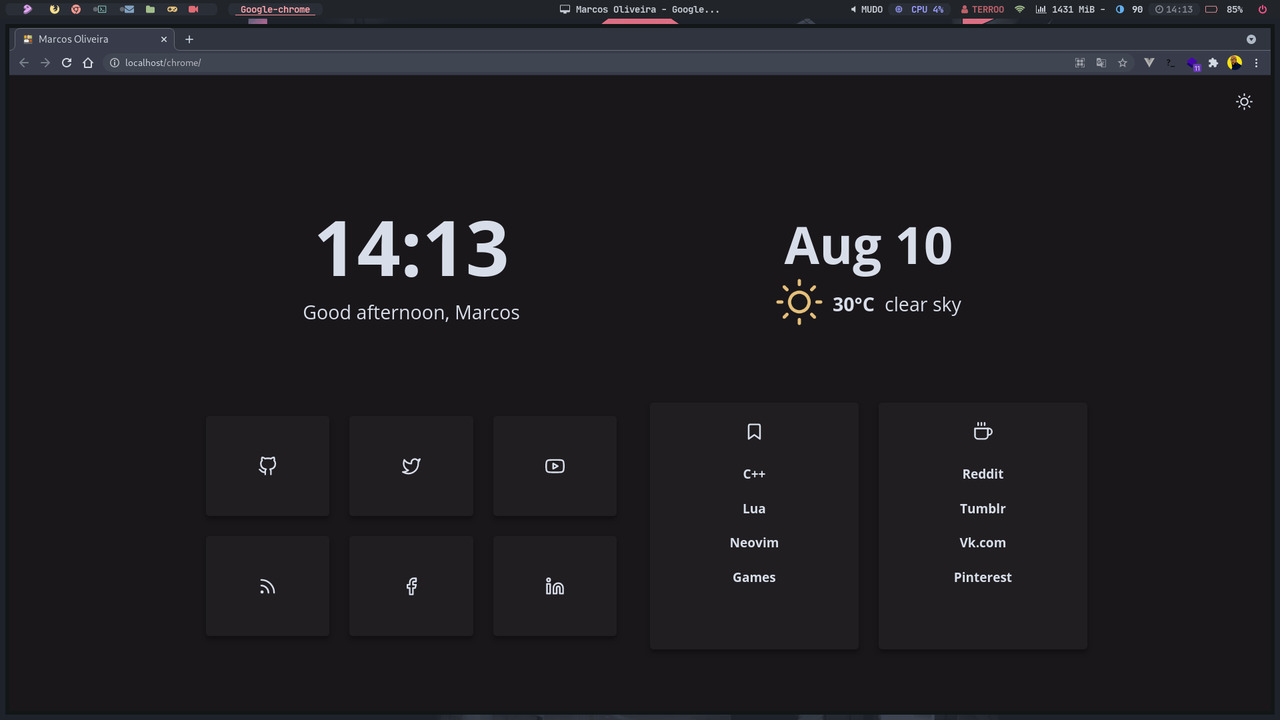 Google-chrome
Marcos Oliveira - Google...
MUDO
CPU 4%
TERROO
1431 MiB -
90
14:13
85%
Marcos Oliveira
localhost/chrome/
11
14:13
Good afternoon, Marcos
Aug 10
30°C clear sky
C++
Lua
Neovim
Games
Reddit
Tumblr
Vk.com
Pinterest